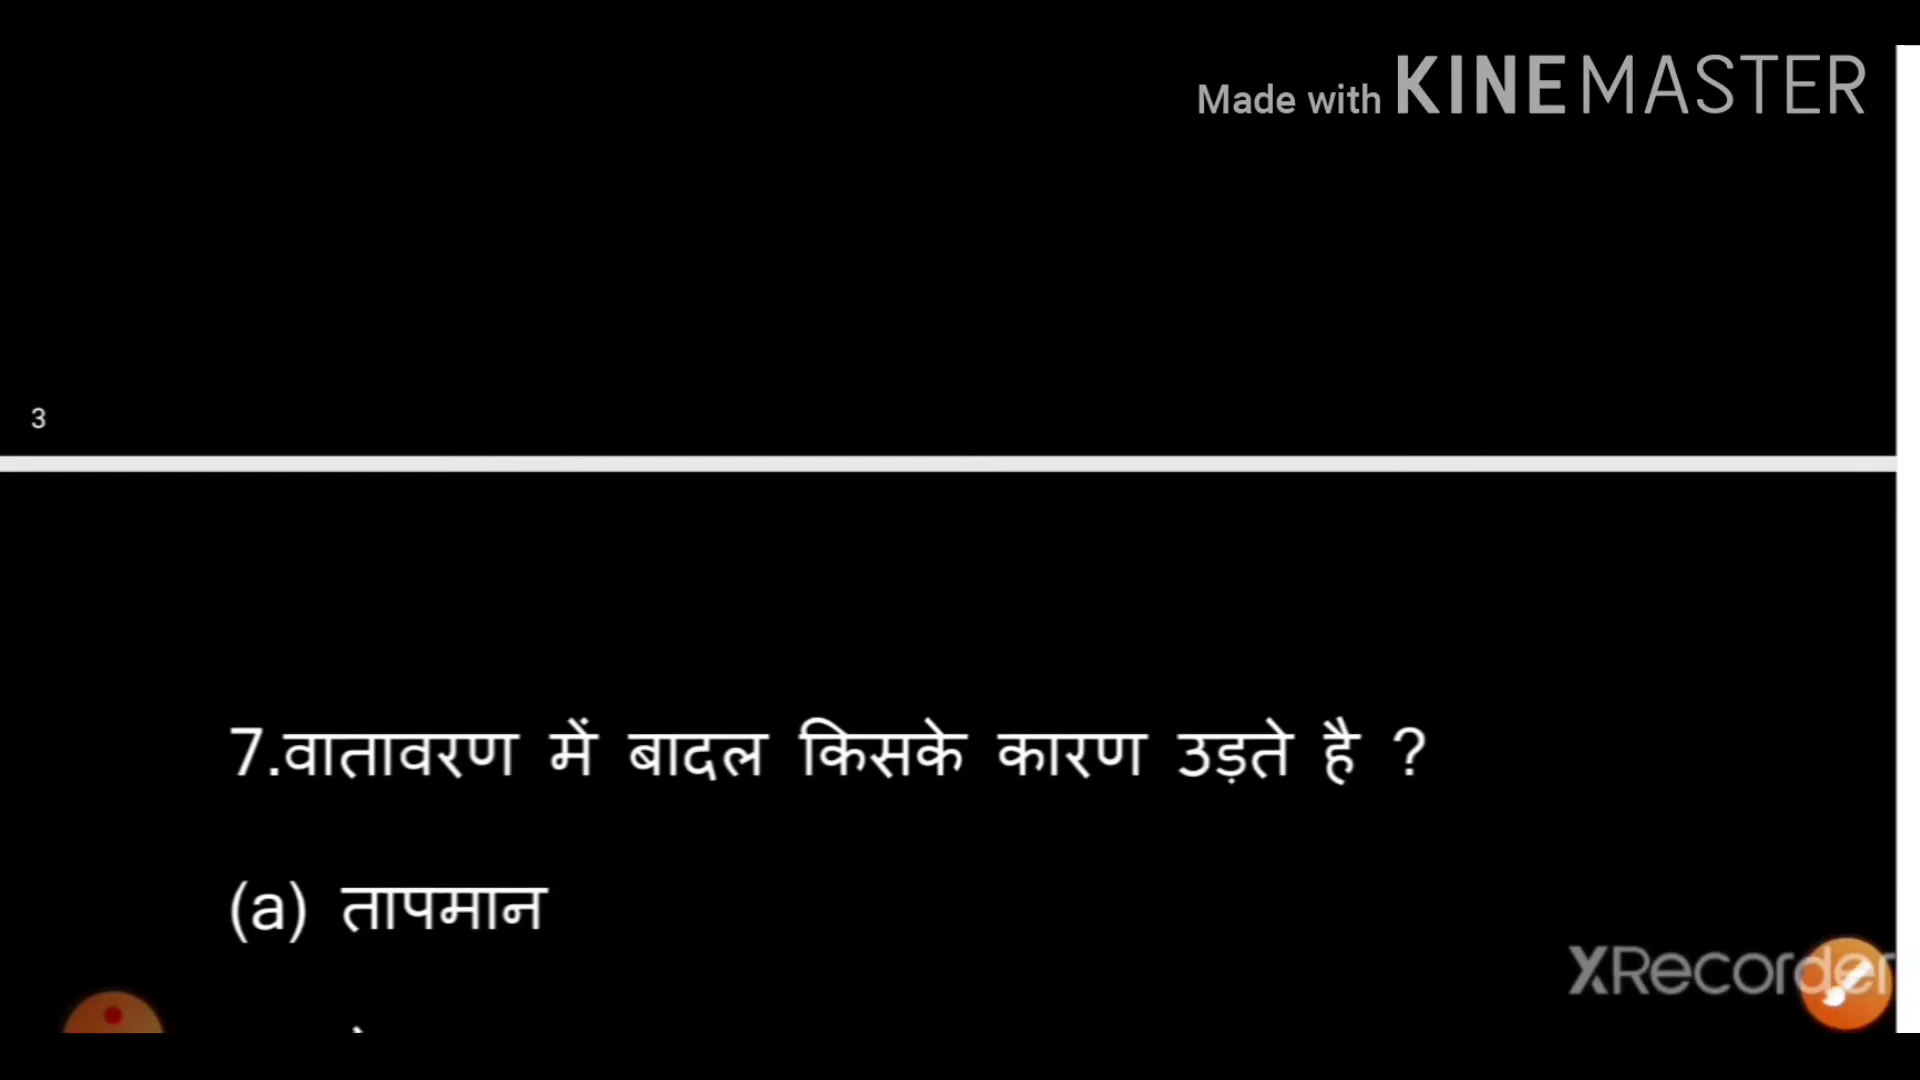 Made with KINEMASTER
3
7.वातावरण में बादल किसके कारण उड़ते है ?
(a) तापमान
XRecorder